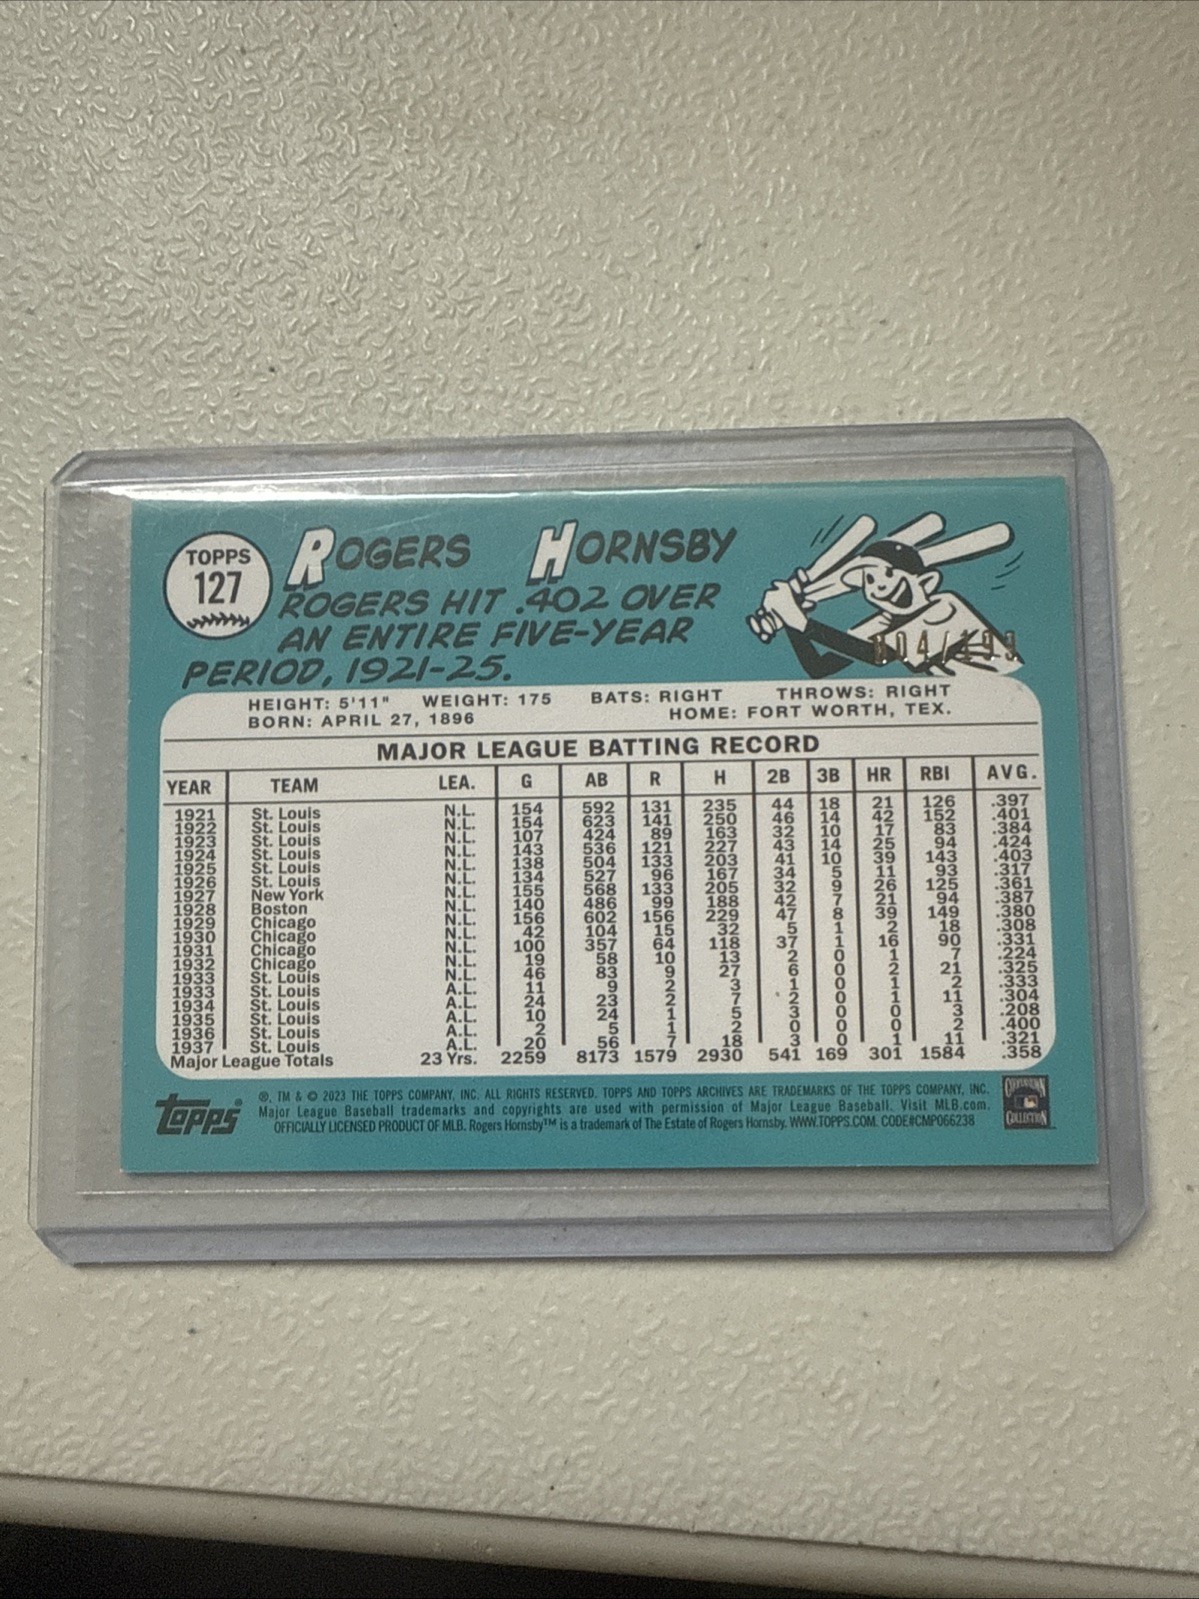 TOPPS
127
ROGERS HORNSBY
ROGERS HIT .402 OVER
AN ENTIRE FIVE-YEAR
PERIOD, 1921-25.
004/199
HEIGHT: 5'11" WEIGHT: 175 BATS: RIGHT THROWS: RIGHT
BORN: APRIL 27, 1896 HOME: FORT WORTH, TEX.
MAJOR LEAGUE BATTING RECORD
YEAR TEAM LEA. G AB R H 2B 3B HR RBI AVG.
1921 St. Louis N.L. 154 592 131 235 44 18 21 126 .397
1922 St. Louis N.L. 154 623 141 250 46 14 42 152 .401
1923 St. Louis N.L. 107 424 89 163 32 10 17 83 .384
1924 St. Louis N.L. 143 536 121 227 43 14 25 94 .424
1925 St. Louis N.L. 138 504 133 203 41 10 39 143 .403
1926 St. Louis N.L. 134 527 96 167 34 5 11 93 .317
1927 New York N.L. 155 568 133 205 32 9 26 125 .361
1928 Boston N.L. 140 486 99 188 42 7 21 94 .387
1929 Chicago N.L. 156 602 156 229 47 8 39 149 .380
1930 Chicago N.L. 42 104 15 32 5 1 2 18 .308
1931 Chicago N.L. 100 357 64 118 37 1 16 90 .331
1932 Chicago N.L. 19 58 10 13 2 0 1 7 .224
1933 St. Louis N.L. 46 83 9 27 6 0 2 21 .325
1933 St. Louis A.L. 11 9 2 3 1 0 1 2 .333
1934 St. Louis A.L. 24 23 2 7 2 0 1 11 .304
1935 St. Louis A.L. 10 24 1 5 3 0 0 3 .208
1936 St. Louis A.L. 2 5 1 2 0 0 0 2 .400
1937 St. Louis A.L. 20 56 7 18 3 0 1 11 .321
Major League Totals 23 Yrs. 2259 8173 1579 2930 541 169 301 1584 .358
topps®
®, TM & © 2023 THE TOPPS COMPANY, INC. ALL RIGHTS RESERVED. TOPPS AND TOPPS ARCHIVES ARE TRADEMARKS OF THE TOPPS COMPANY, INC.
Major League Baseball trademarks and copyrights are used with permission of Major League Baseball. Visit MLB.com.
OFFICIALLY LICENSED PRODUCT OF MLB. Rogers Hornsby™ is a trademark of The Estate of Rogers Hornsby. WWW.TOPPS.COM. CODE#CMP066238
COOPERSTOWN
COLLECTION